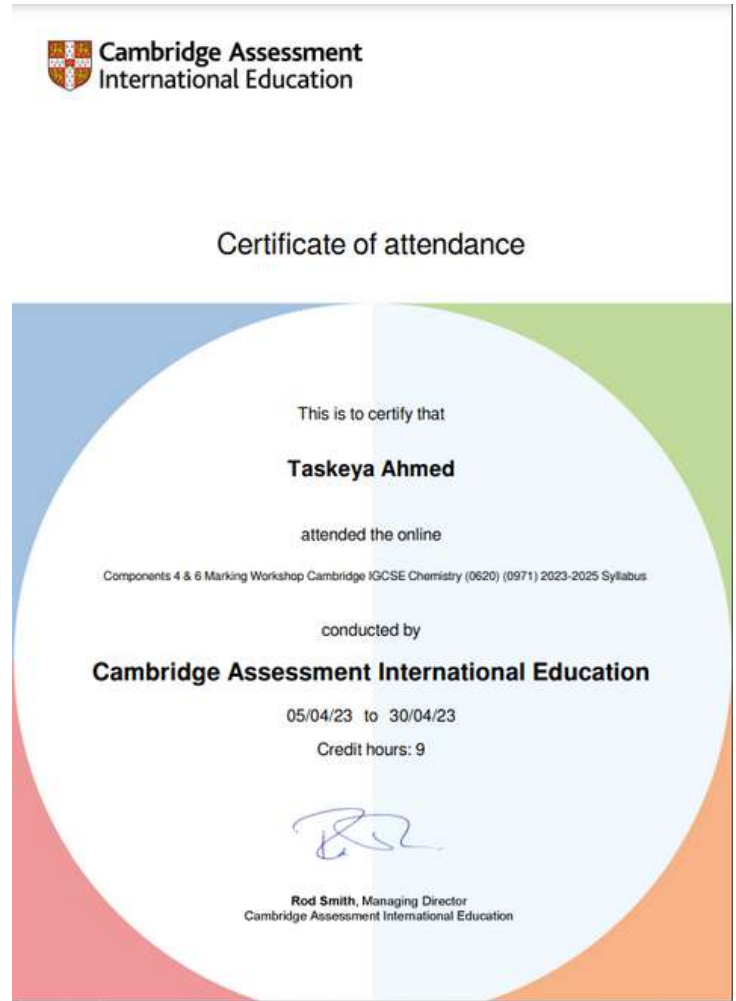 Cambridge Assessment
International Education
Certificate of attendance
This is to certify that
Taskeya Ahmed
attended the online
Components 4 & 6 Marking Workshop Cambridge IGCSE Chemistry (0620) (0971) 2023-2025 Syllabus
conducted by
Cambridge Assessment International Education
05/04/23 to 30/04/23
Credit hours: 9
Rod Smith, Managing Director
Cambridge Assessment International Education